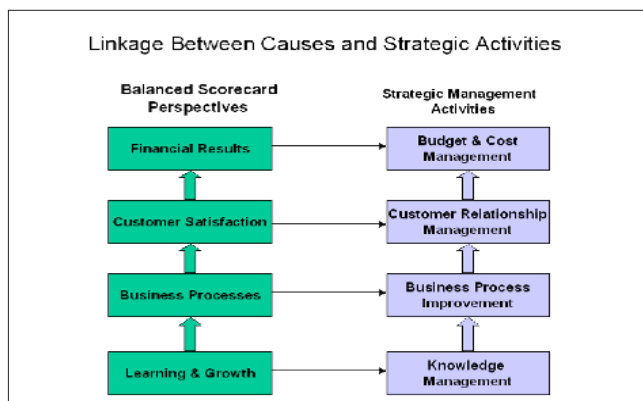 Linkage Between Causes and Strategic Activities
Balanced Scorecard
Perspectives
Strategic Management
Activities
Financial Results
Budget & Cost
Management
Customer Satisfaction
Customer Relationship
Management
Business Processes
Business Process
Improvement
Learning & Growth
Knowledge
Management